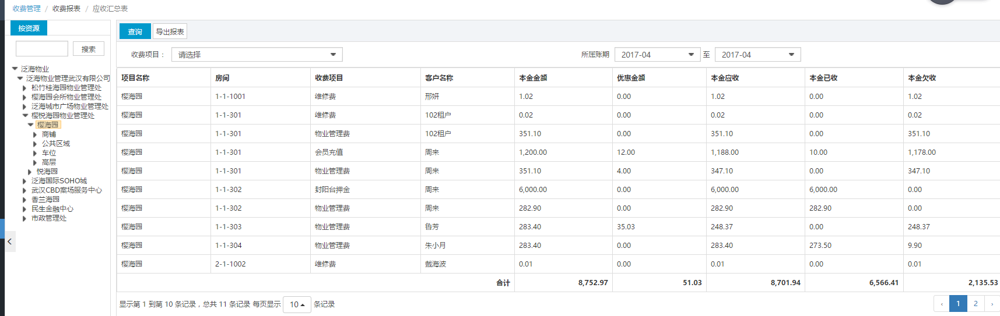 收费管理 / 收费报表 / 应收汇总表
按资源
搜索
泛海物业
泛海物业管理武汉有限公司
松竹桂海园物业管理处
樱海园会所物业管理处
泛海城市广场物业管理处
樱悦海园物业管理处
樱海园
商铺
公共区域
车位
高层
悦海园
泛海国际SOHO城
武汉CBD案场服务中心
香兰海园
民生金融中心
市政管理处
查询 导出报表
收费项目： 请选择 所属账期 2017-04 至 2017-04
项目名称 房间 收费项目 客户名称 本金金额 优惠金额 本金应收 本金已收 本金欠收
樱海园 1-1-1001 维修费 邢妍 1.02 0.00 1.02 0.00 1.02
樱海园 1-1-301 维修费 102租户 0.02 0.00 0.02 0.00 0.02
樱海园 1-1-301 物业管理费 102租户 351.10 0.00 351.10 0.00 351.10
樱海园 1-1-301 会员充值 周来 1,200.00 12.00 1,188.00 10.00 1,178.00
樱海园 1-1-301 物业管理费 周来 351.10 4.00 347.10 0.00 347.10
樱海园 1-1-302 封阳台押金 周来 6,000.00 0.00 6,000.00 6,000.00 0.00
樱海园 1-1-302 物业管理费 周来 282.90 0.00 282.90 282.90 0.00
樱海园 1-1-303 物业管理费 鲁芳 283.40 35.03 248.37 0.00 248.37
樱海园 1-1-304 物业管理费 朱小月 283.40 0.00 283.40 273.50 9.90
樱海园 2-1-1002 维修费 戴海波 0.01 0.00 0.01 0.00 0.01
合计 8,752.97 51.03 8,701.94 6,566.41 2,135.53
显示第 1 到第 10 条记录，总共 11 条记录 每页显示 10 条记录 ‹ 1 2 ›